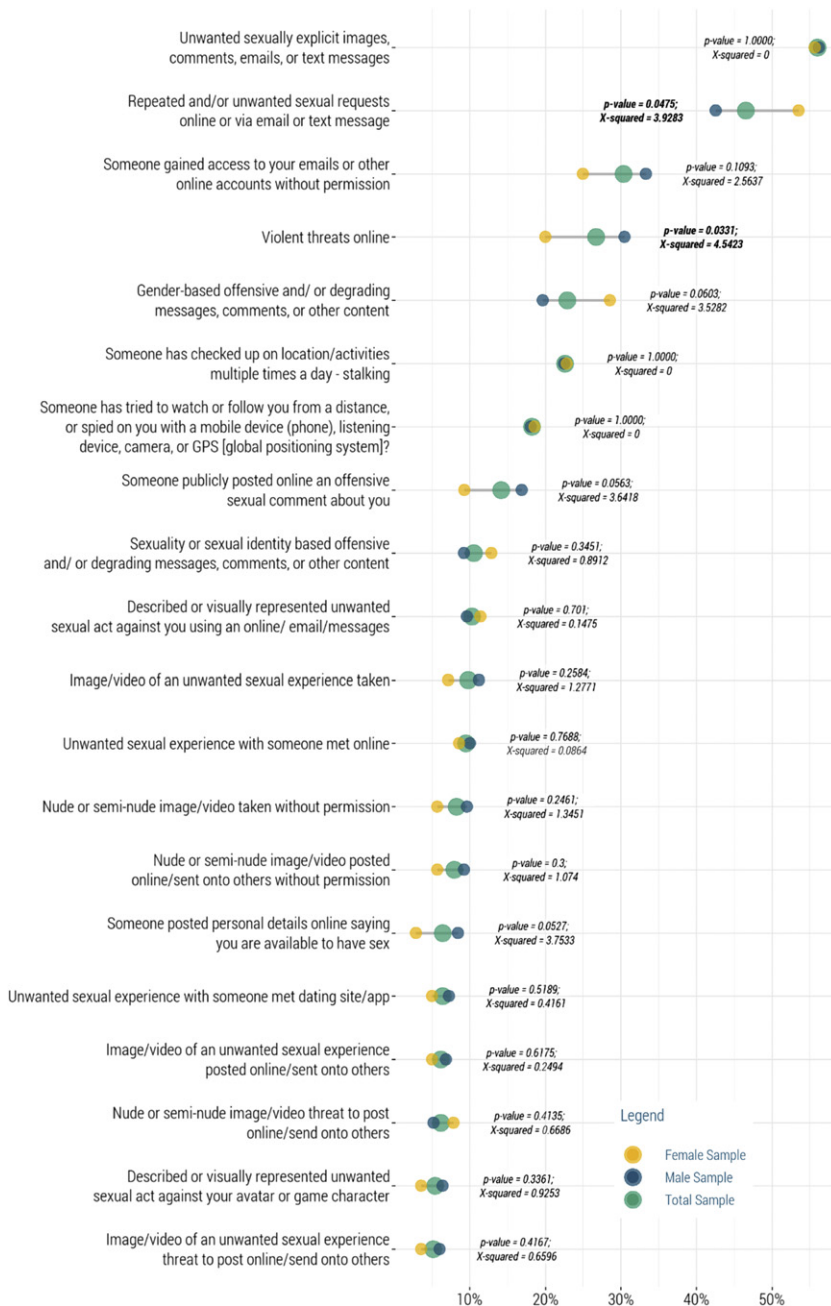 Unwanted sexually explicit images,
comments, emails, or text messages
p-value = 1.0000;
X-squared = 0
Repeated and/or unwanted sexual requests
online or via email or text message
p-value = 0.0475;
X-squared = 3.9283
Someone gained access to your emails or other
online accounts without permission
p-value = 0.1093;
X-squared = 2.5637
Violent threats online
p-value = 0.0331;
X-squared = 4.5423
Gender-based offensive and/ or degrading
messages, comments, or other content
p-value = 0.0603;
X-squared = 3.5282
Someone has checked up on location/activities
multiple times a day - stalking
p-value = 1.0000;
X-squared = 0
Someone has tried to watch or follow you from a distance,
or spied on you with a mobile device (phone), listening
device, camera, or GPS [global positioning system]?
p-value = 1.0000;
X-squared = 0
Someone publicly posted online an offensive
sexual comment about you
p-value = 0.0563;
X-squared = 3.6418
Sexuality or sexual identity based offensive
and/ or degrading messages, comments, or other content
p-value = 0.3451;
X-squared = 0.8912
Described or visually represented unwanted
sexual act against you using an online/ email/messages
p-value = 0.701;
X-squared = 0.1475
Image/video of an unwanted sexual experience taken
p-value = 0.2584;
X-squared = 1.2771
Unwanted sexual experience with someone met online
p-value = 0.7688;
X-squared = 0.0864
Nude or semi-nude image/video taken without permission
p-value = 0.2461;
X-squared = 1.3451
Nude or semi-nude image/video posted
online/sent onto others without permission
p-value = 0.3;
X-squared = 1.074
Someone posted personal details online saying
you are available to have sex
p-value = 0.0527;
X-squared = 3.7533
Unwanted sexual experience with someone met dating site/app
p-value = 0.5189;
X-squared = 0.4161
Image/video of an unwanted sexual experience
posted online/sent onto others
p-value = 0.6175;
X-squared = 0.2494
Nude or semi-nude image/video threat to post
online/send onto others
p-value = 0.4135;
X-squared = 0.6686
Described or visually represented unwanted
sexual act against your avatar or game character
p-value = 0.3361;
X-squared = 0.9253
Image/video of an unwanted sexual experience
threat to post online/send onto others
p-value = 0.4167;
X-squared = 0.6596
Legend
Female Sample
Male Sample
Total Sample
10% 20% 30% 40% 50%